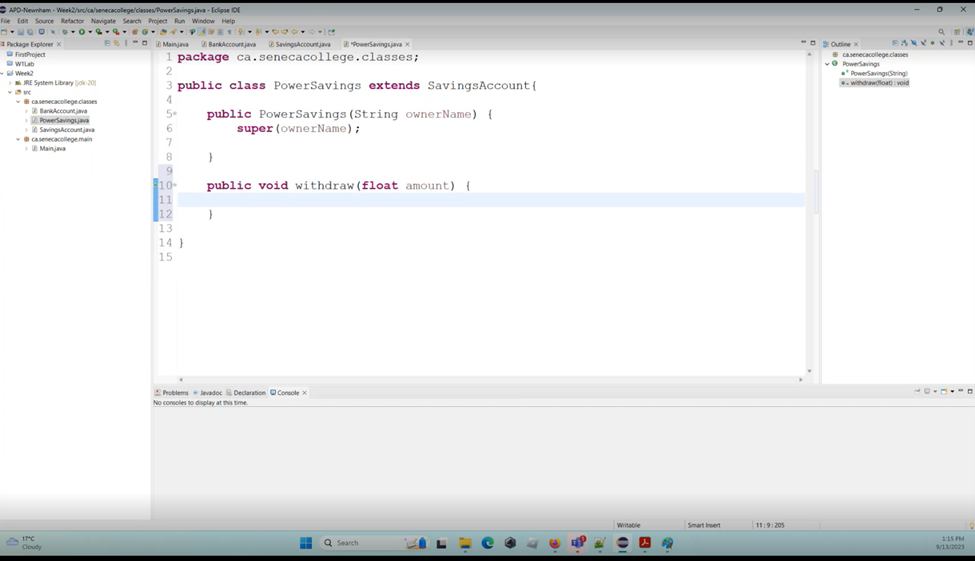 APD-Newnham - Week2/src/ca/senecacollege/classes/PowerSavings.java - Eclipse IDE
File Edit Source Refactor Navigate Search Project Run Window Help
Package Explorer
FirstProject
W1Lab
Week2
JRE System Library [jdk-20]
src
ca.senecacollege.classes
BankAccount.java
PowerSavings.java
SavingsAccount.java
ca.senecacollege.main
Main.java
Main.java BankAccount.java SavingsAccount.java *PowerSavings.java
1 package ca.senecacollege.classes;
2
3 public class PowerSavings extends SavingsAccount{
4
5 public PowerSavings(String ownerName) {
6 super(ownerName);
7
8 }
9
10 public void withdraw(float amount) {
11
12 }
13
14 }
15
Outline
ca.senecacollege.classes
PowerSavings
PowerSavings(String)
withdraw(float) : void
Problems Javadoc Declaration Console
No consoles to display at this time.
Writable Smart Insert 11 : 9 : 205
17°C
Cloudy
Search
1:15 PM
9/13/2023